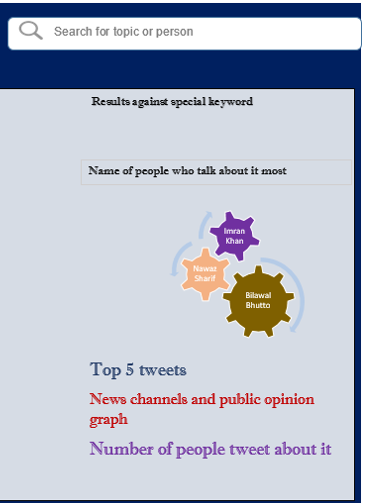 Search for topic or person
Results against special keyword
Name of people who talk about it most
Imran
Khan
Nawaz
Sharif
Bilawal
Bhutto
Top 5 tweets
News channels and public opinion
graph
Number of people tweet about it